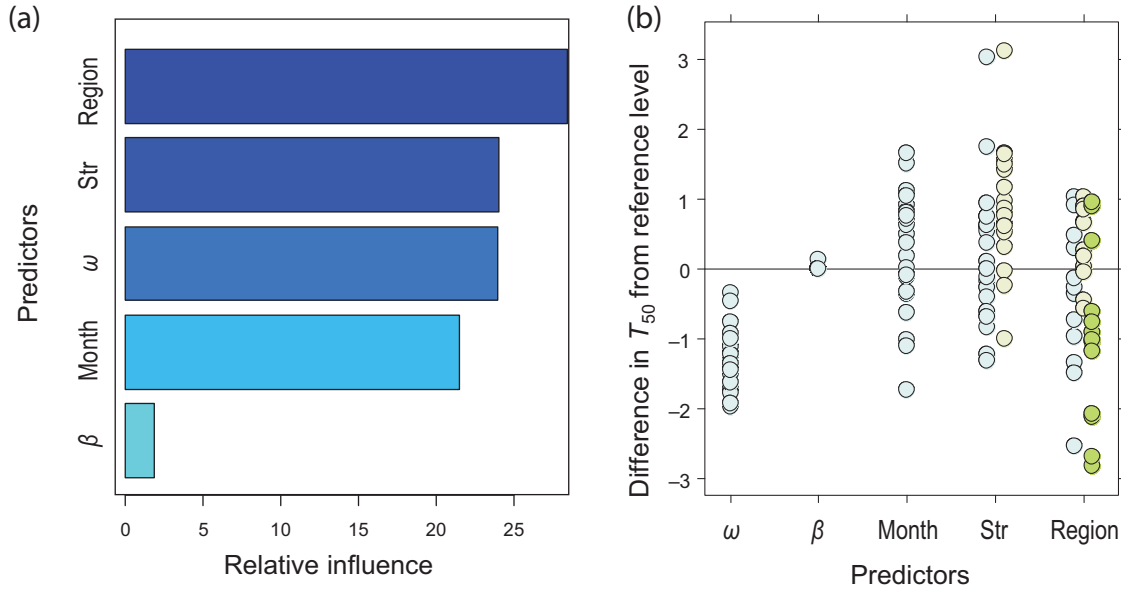 (a)
Region
Str
ω
Month
β
Predictors
0 5 10 15 20 25
Relative influence
(b)
3
2
1
0
–1
–2
–3
Difference in T50 from reference level
ω β Month Str Region
Predictors